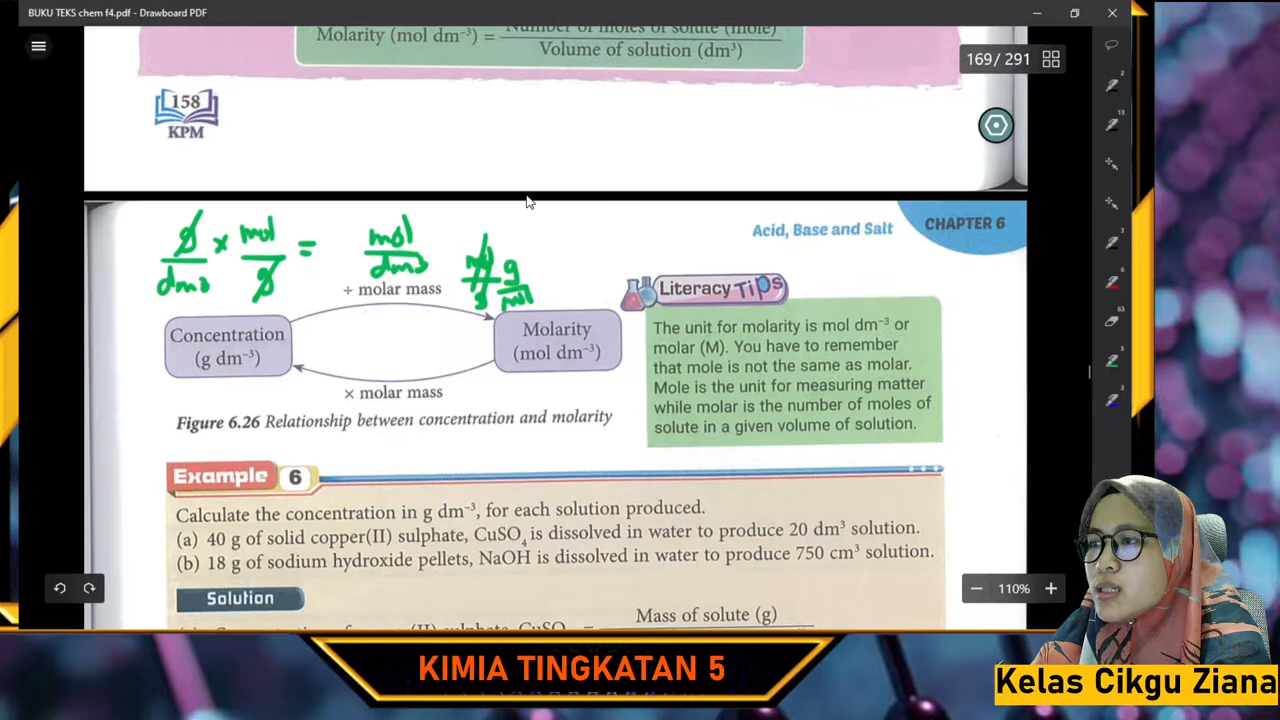 BUKU TEKS chem f4.pdf - Drawboard PDF
Number of moles of solute (mole)
Molarity (mol dm⁻³) =
Volume of solution (dm³)
169/ 291
158
KPM
Acid, Base and Salt
CHAPTER 6
g/dm3 × mol/g = mol/dm3
g/mol
÷ molar mass
Concentration
(g dm⁻³)
Molarity
(mol dm⁻³)
× molar mass
Figure 6.26 Relationship between concentration and molarity
Literacy Tips
The unit for molarity is mol dm⁻³ or
molar (M). You have to remember
that mole is not the same as molar.
Mole is the unit for measuring matter
while molar is the number of moles of
solute in a given volume of solution.
Example 6
Calculate the concentration in g dm⁻³, for each solution produced.
(a) 40 g of solid copper(II) sulphate, CuSO₄ is dissolved in water to produce 20 dm³ solution.
(b) 18 g of sodium hydroxide pellets, NaOH is dissolved in water to produce 750 cm³ solution.
Solution
Mass of solute (g)
110%
2
13
3
6
63
5
3
KIMIA TINGKATAN 5
Kelas Cikgu Ziana